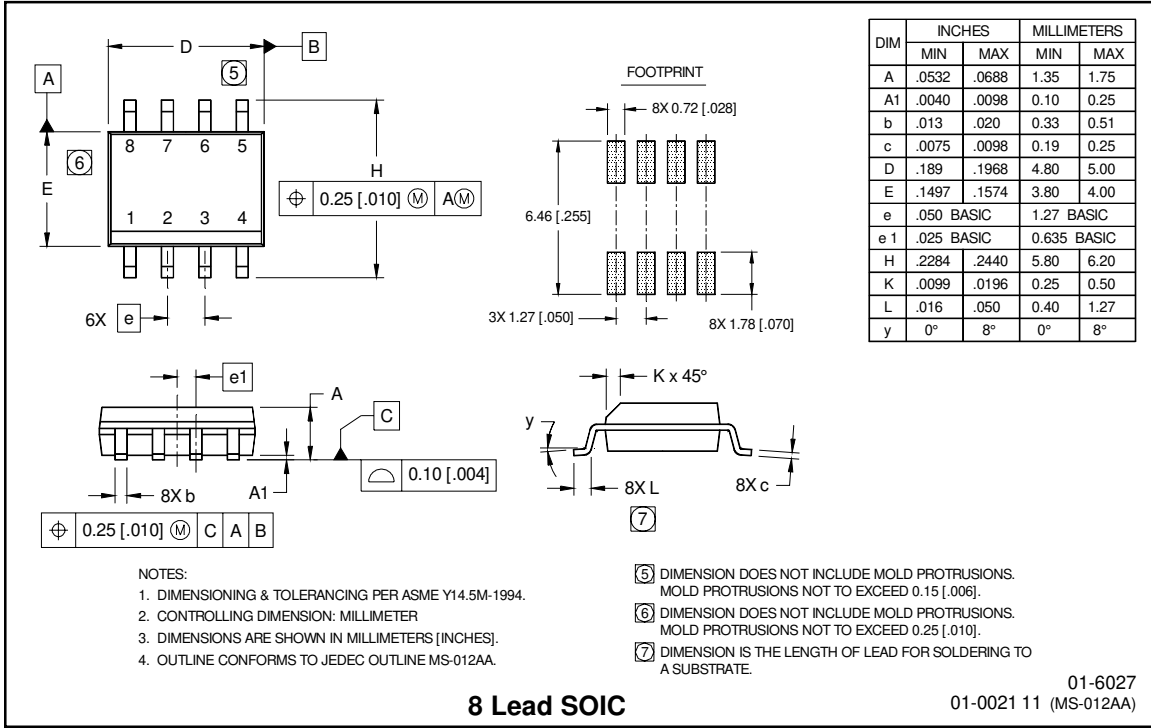 D
B
5
A
8 7 6 5
6
E
H
⌖ 0.25 [.010] Ⓜ AⓂ
1 2 3 4
6X e
FOOTPRINT
8X 0.72 [.028]
6.46 [.255]
3X 1.27 [.050]
8X 1.78 [.070]
DIM INCHES MILLIMETERS
MIN MAX MIN MAX
A .0532 .0688 1.35 1.75
A1 .0040 .0098 0.10 0.25
b .013 .020 0.33 0.51
c .0075 .0098 0.19 0.25
D .189 .1968 4.80 5.00
E .1497 .1574 3.80 4.00
e .050 BASIC 1.27 BASIC
e 1 .025 BASIC 0.635 BASIC
H .2284 .2440 5.80 6.20
K .0099 .0196 0.25 0.50
L .016 .050 0.40 1.27
y 0° 8° 0° 8°
e1
A
C
0.10 [.004]
8X b
A1
⌖ 0.25 [.010] Ⓜ C A B
K x 45°
y
8X L
8X c
7
NOTES:
1. DIMENSIONING & TOLERANCING PER ASME Y14.5M-1994.
2. CONTROLLING DIMENSION: MILLIMETER
3. DIMENSIONS ARE SHOWN IN MILLIMETERS [INCHES].
4. OUTLINE CONFORMS TO JEDEC OUTLINE MS-012AA.
5 DIMENSION DOES NOT INCLUDE MOLD PROTRUSIONS.
MOLD PROTRUSIONS NOT TO EXCEED 0.15 [.006].
6 DIMENSION DOES NOT INCLUDE MOLD PROTRUSIONS.
MOLD PROTRUSIONS NOT TO EXCEED 0.25 [.010].
7 DIMENSION IS THE LENGTH OF LEAD FOR SOLDERING TO
A SUBSTRATE.
8 Lead SOIC
01-6027
01-0021 11 (MS-012AA)